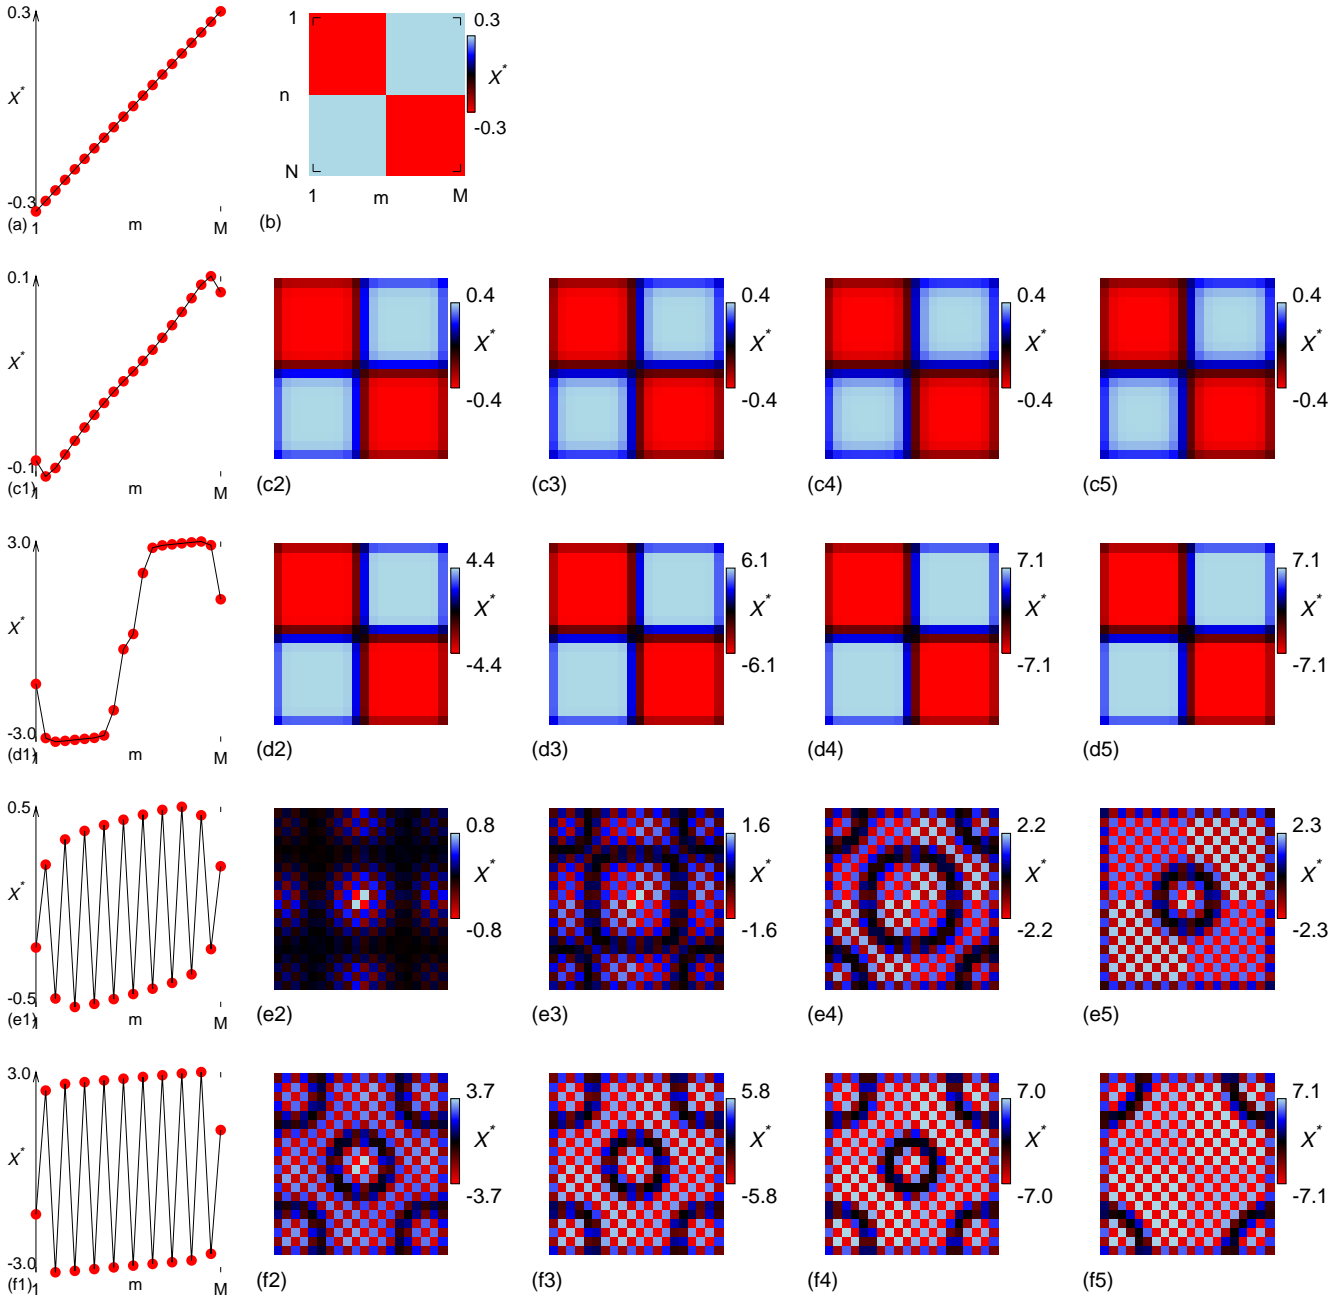 0.3
X*
-0.3
(a)
1
m
M
1
n
N
1
m
M
0.3
X*
-0.3
(b)
0.1
X*
-0.1
(c1)
1
m
M
0.4
X*
-0.4
(c2)
0.4
X*
-0.4
(c3)
0.4
X*
-0.4
(c4)
0.4
X*
-0.4
(c5)
3.0
X*
-3.0
(d1)
1
m
M
4.4
X*
-4.4
(d2)
6.1
X*
-6.1
(d3)
7.1
X*
-7.1
(d4)
7.1
X*
-7.1
(d5)
0.5
X*
-0.5
(e1)
1
m
M
0.8
X*
-0.8
(e2)
1.6
X*
-1.6
(e3)
2.2
X*
-2.2
(e4)
2.3
X*
-2.3
(e5)
3.0
X*
-3.0
(f1)
1
m
M
3.7
X*
-3.7
(f2)
5.8
X*
-5.8
(f3)
7.0
X*
-7.0
(f4)
7.1
X*
-7.1
(f5)